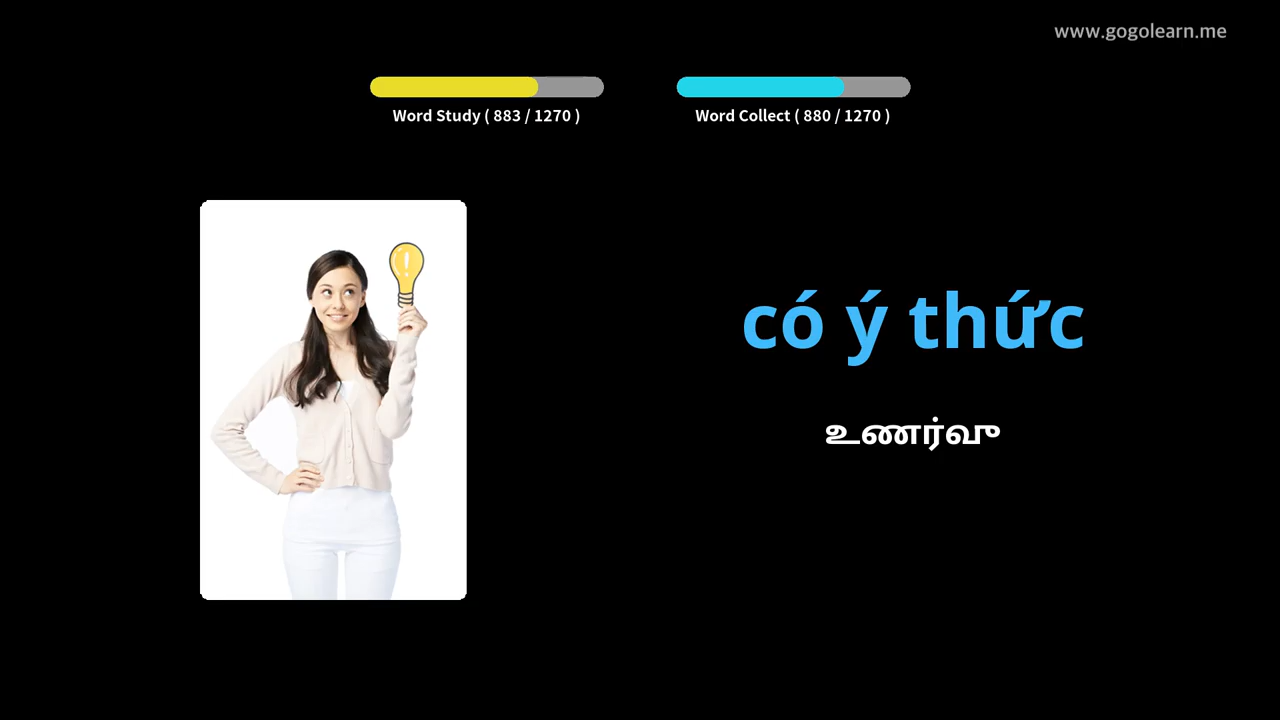 www.gogolearn.me
Word Study ( 883 / 1270 )
Word Collect ( 880 / 1270 )
có ý thức
உணர்வு